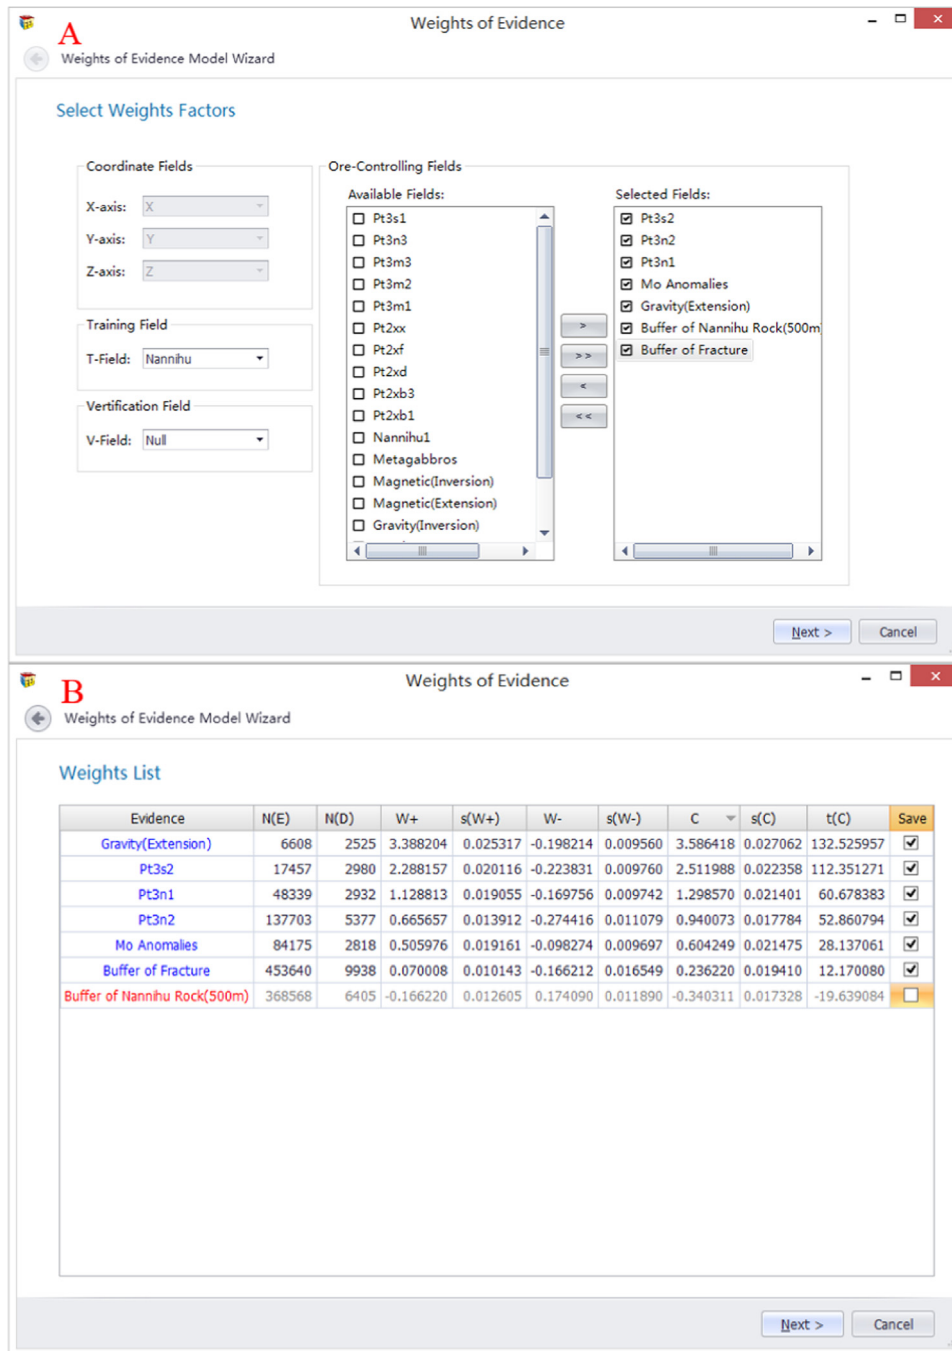 A
Weights of Evidence
Weights of Evidence Model Wizard
Select Weights Factors
Coordinate Fields
X-axis: X
Y-axis: Y
Z-axis: Z
Training Field
T-Field: Nannihu
Vertification Field
V-Field: Null
Ore-Controlling Fields
Available Fields:
Pt3s1
Pt3n3
Pt3m3
Pt3m2
Pt3m1
Pt2xx
Pt2xf
Pt2xd
Pt2xb3
Pt2xb1
Nannihu1
Metagabbros
Magnetic(Inversion)
Magnetic(Extension)
Gravity(Inversion)
>
>>
<
<<
Selected Fields:
Pt3s2
Pt3n2
Pt3n1
Mo Anomalies
Gravity(Extension)
Buffer of Nannihu Rock(500m
Buffer of Fracture
Next > Cancel
B
Weights of Evidence
Weights of Evidence Model Wizard
Weights List
Evidence N(E) N(D) W+ s(W+) W- s(W-) C s(C) t(C) Save
Gravity(Extension) 6608 2525 3.388204 0.025317 -0.198214 0.009560 3.586418 0.027062 132.525957
Pt3s2 17457 2980 2.288157 0.020116 -0.223831 0.009760 2.511988 0.022358 112.351271
Pt3n1 48339 2932 1.128813 0.019055 -0.169756 0.009742 1.298570 0.021401 60.678383
Pt3n2 137703 5377 0.665657 0.013912 -0.274416 0.011079 0.940073 0.017784 52.860794
Mo Anomalies 84175 2818 0.505976 0.019161 -0.098274 0.009697 0.604249 0.021475 28.137061
Buffer of Fracture 453640 9938 0.070008 0.010143 -0.166212 0.016549 0.236220 0.019410 12.170080
Buffer of Nannihu Rock(500m) 368568 6405 -0.166220 0.012605 0.174090 0.011890 -0.340311 0.017328 -19.639084
Next > Cancel